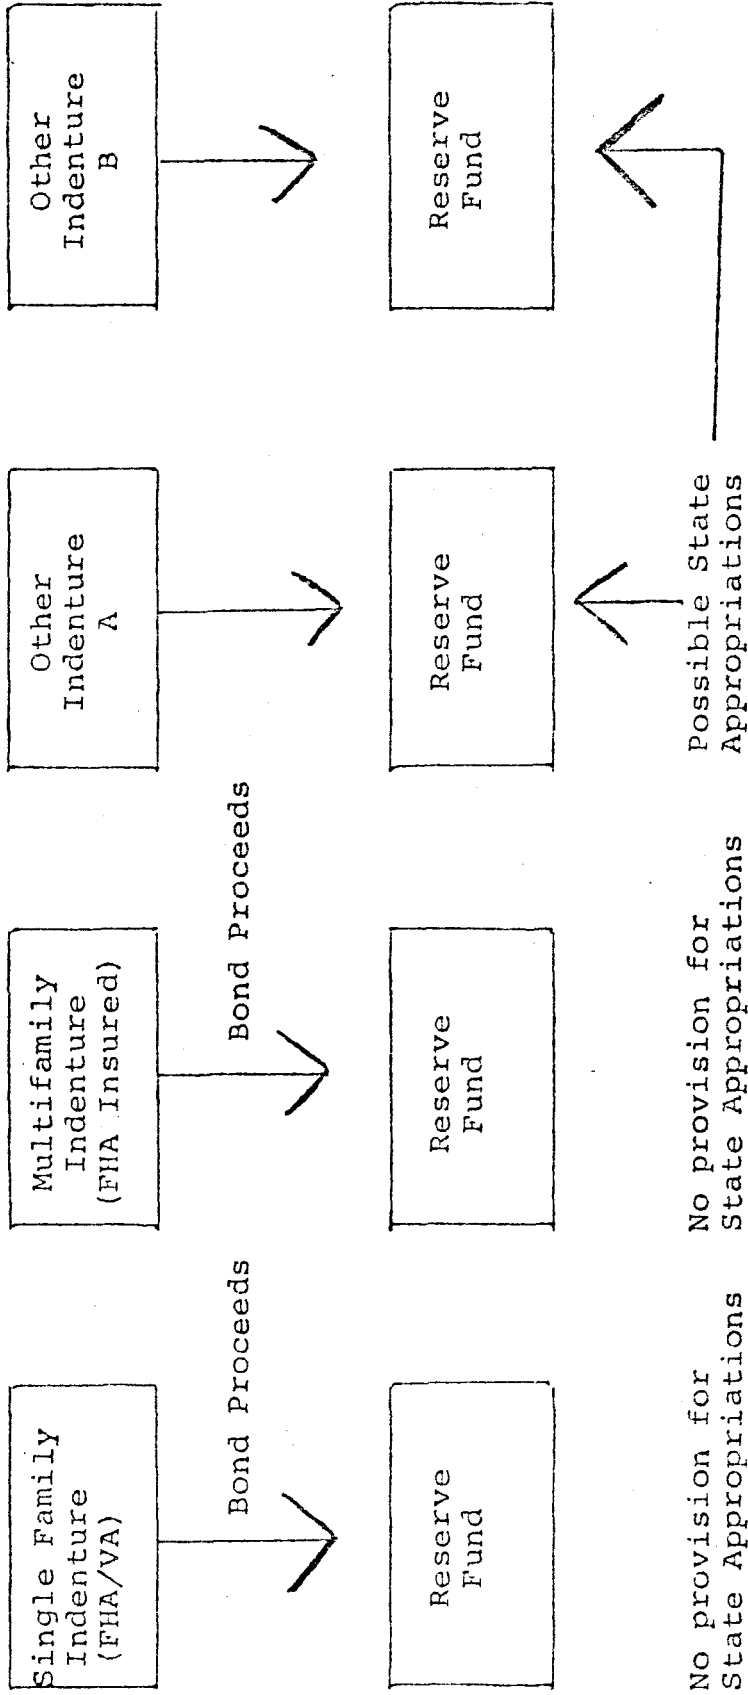 Single Family
Indenture
(FHA/VA)
Bond Proceeds
Reserve
Fund
No provision for
State Appropriations
Multifamily
Indenture
(FHA Insured)
Bond Proceeds
Reserve
Fund
No provision for
State Appropriations
Other
Indenture
A
Reserve
Fund
Possible State
Appropriations
Other
Indenture
B
Reserve
Fund